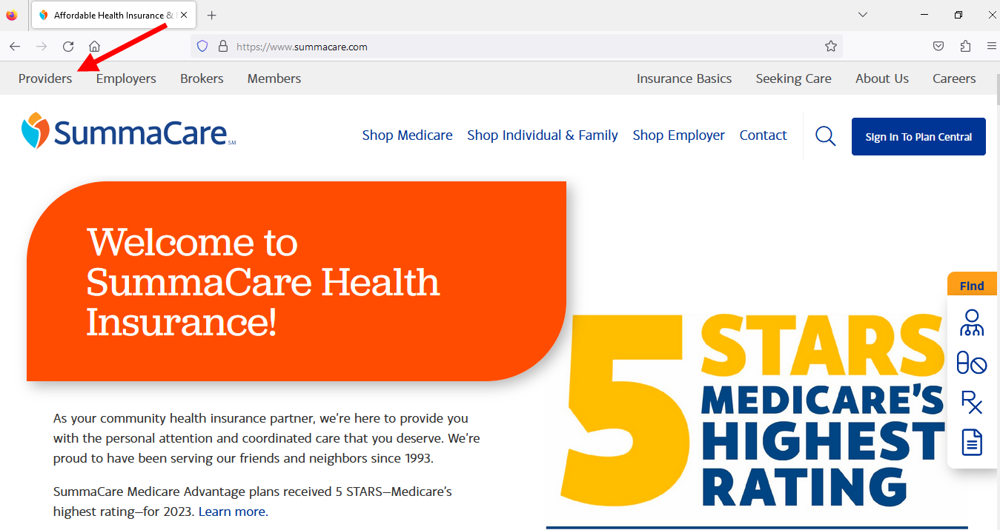 Affordable Health Insurance &
https://www.summacare.com
Providers Employers Brokers Members Insurance Basics Seeking Care About Us Careers
SummaCare SM
Shop Medicare Shop Individual & Family Shop Employer Contact Sign In To Plan Central
Welcome to
SummaCare Health
Insurance!
Find
5 STARS
MEDICARE'S
HIGHEST
RATING
Rx
As your community health insurance partner, we're here to provide you
with the personal attention and coordinated care that you deserve. We're
proud to have been serving our friends and neighbors since 1993.
SummaCare Medicare Advantage plans received 5 STARS—Medicare's
highest rating—for 2023. Learn more.